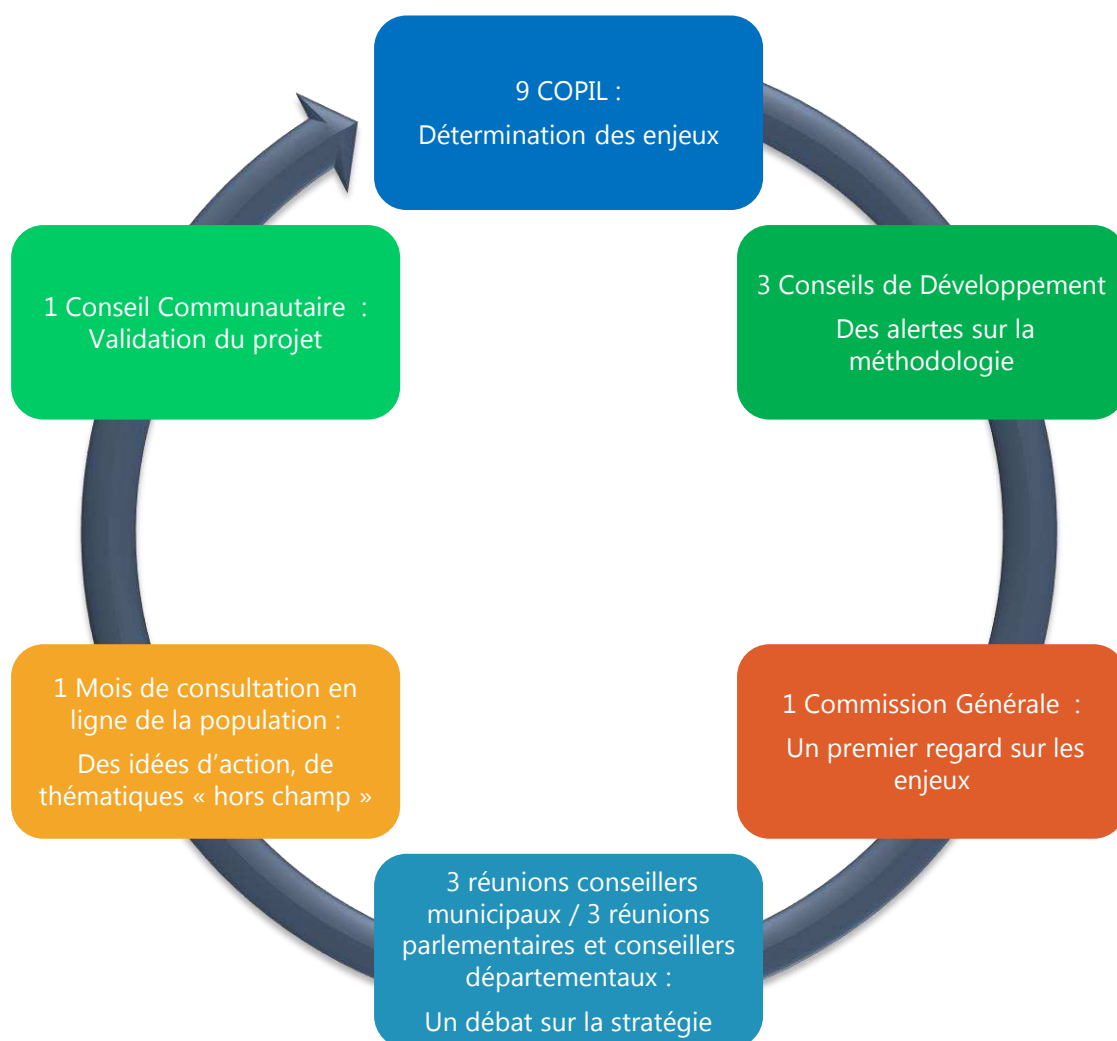 9 COPIL :
Détermination des enjeux
3 Conseils de Développement
Des alertes sur la
méthodologie
1 Commission Générale :
Un premier regard sur les
enjeux
3 réunions conseillers
municipaux / 3 réunions
parlementaires et conseillers
départementaux :
Un débat sur la stratégie
1 Mois de consultation en
ligne de la population :
Des idées d’action, de
thématiques « hors champ »
1 Conseil Communautaire :
Validation du projet